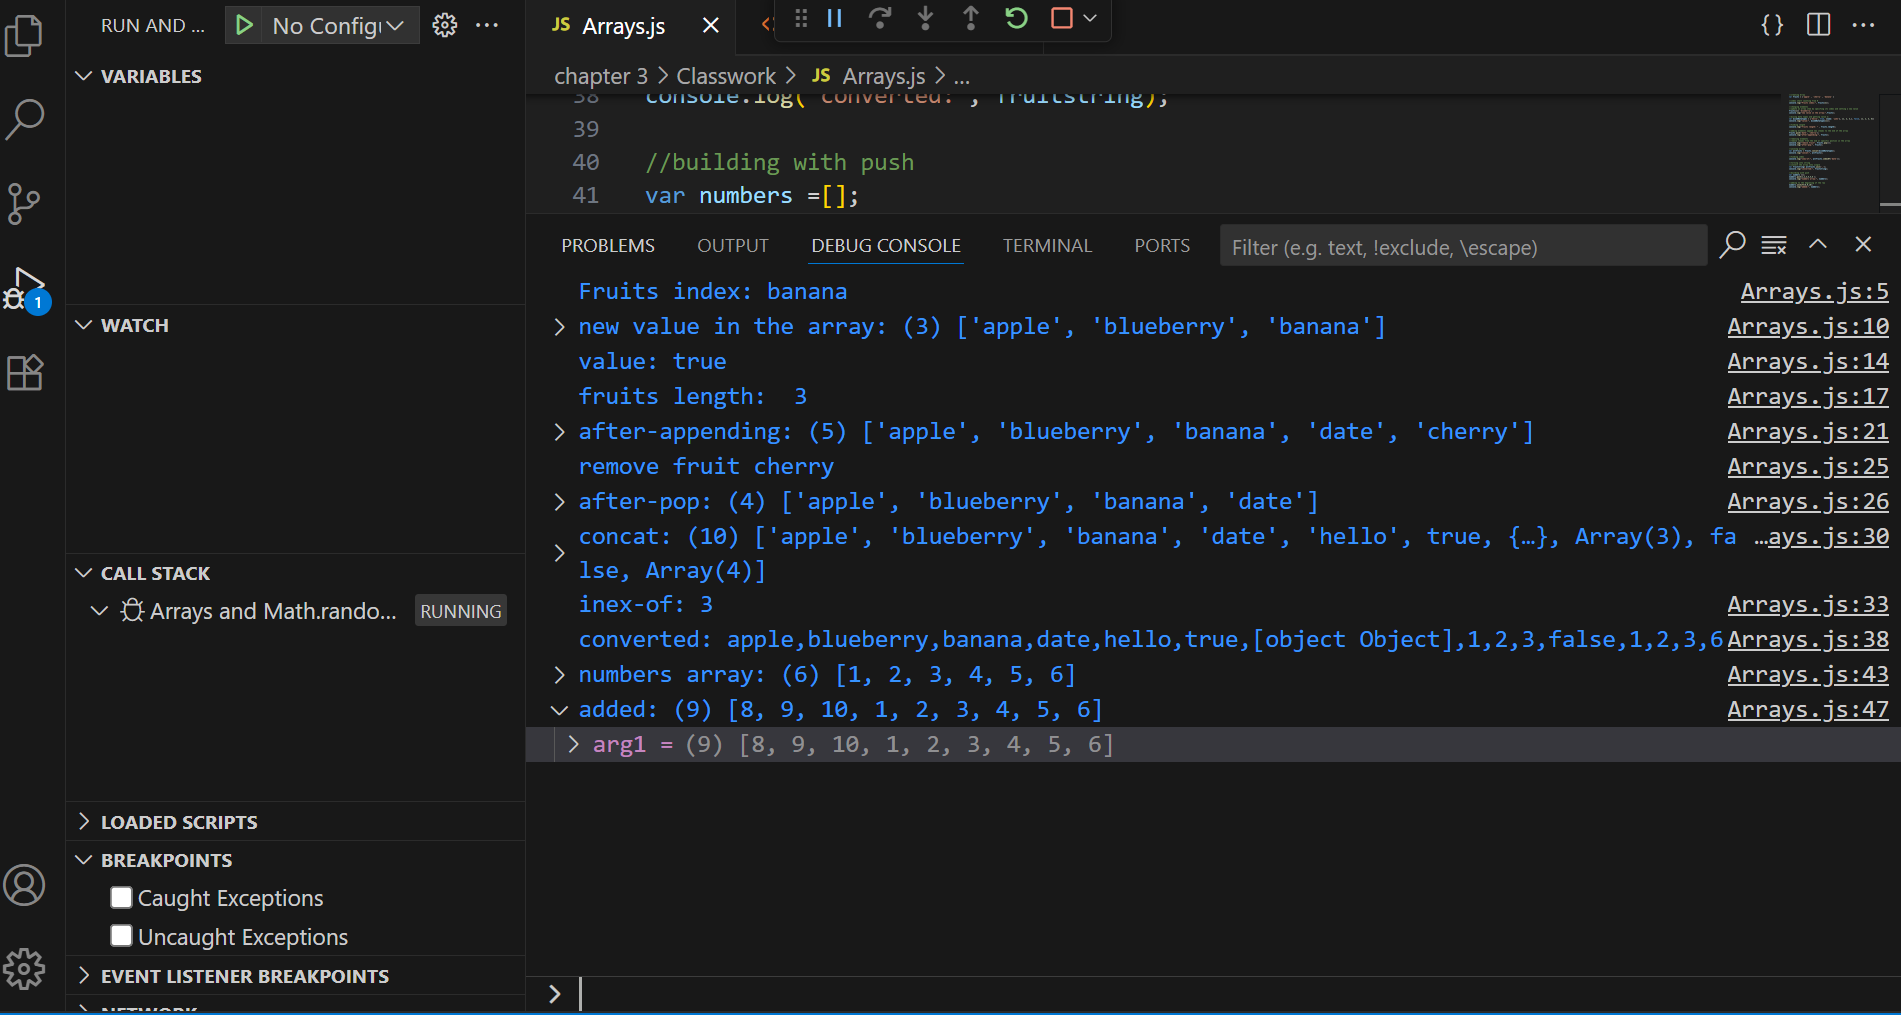 RUN AND ...
No Config
Arrays.js
VARIABLES
WATCH
CALL STACK
Arrays and Math.rando...
RUNNING
LOADED SCRIPTS
BREAKPOINTS
Caught Exceptions
Uncaught Exceptions
EVENT LISTENER BREAKPOINTS
NETWORK
1
chapter 3 > Classwork > JS Arrays.js > ...
38 console.log("converted:", fruitstring);
39
40 //building with push
41 var numbers =[];
PROBLEMS OUTPUT DEBUG CONSOLE TERMINAL PORTS
Filter (e.g. text, !exclude, \escape)
Fruits index: banana Arrays.js:5
new value in the array: (3) ['apple', 'blueberry', 'banana'] Arrays.js:10
value: true Arrays.js:14
fruits length:  3 Arrays.js:17
after-appending: (5) ['apple', 'blueberry', 'banana', 'date', 'cherry'] Arrays.js:21
remove fruit cherry Arrays.js:25
after-pop: (4) ['apple', 'blueberry', 'banana', 'date'] Arrays.js:26
concat: (10) ['apple', 'blueberry', 'banana', 'date', 'hello', true, {…}, Array(3), fa …ays.js:30
lse, Array(4)]
inex-of: 3 Arrays.js:33
converted: apple,blueberry,banana,date,hello,true,[object Object],1,2,3,false,1,2,3,6 Arrays.js:38
numbers array: (6) [1, 2, 3, 4, 5, 6] Arrays.js:43
added: (9) [8, 9, 10, 1, 2, 3, 4, 5, 6] Arrays.js:47
arg1 = (9) [8, 9, 10, 1, 2, 3, 4, 5, 6]